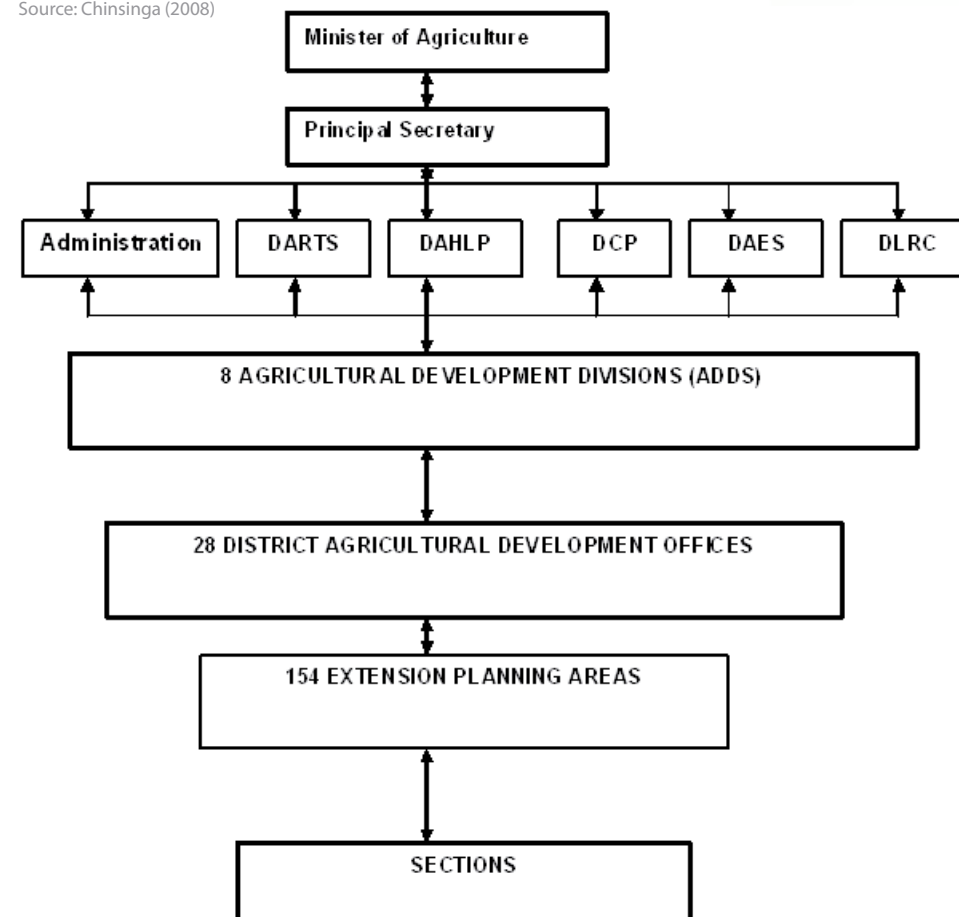 Source: Chinsinga (2008)
Minister of Agriculture
Principal Secretary
Administration
DARTS
DAHLP
DCP
DAES
DLRC
8 AGRICULTURAL DEVELOPMENT DIVISIONS (ADDS)
28 DISTRICT AGRICULTURAL DEVELOPMENT OFFICES
154 EXTENSION PLANNING AREAS
SECTIONS